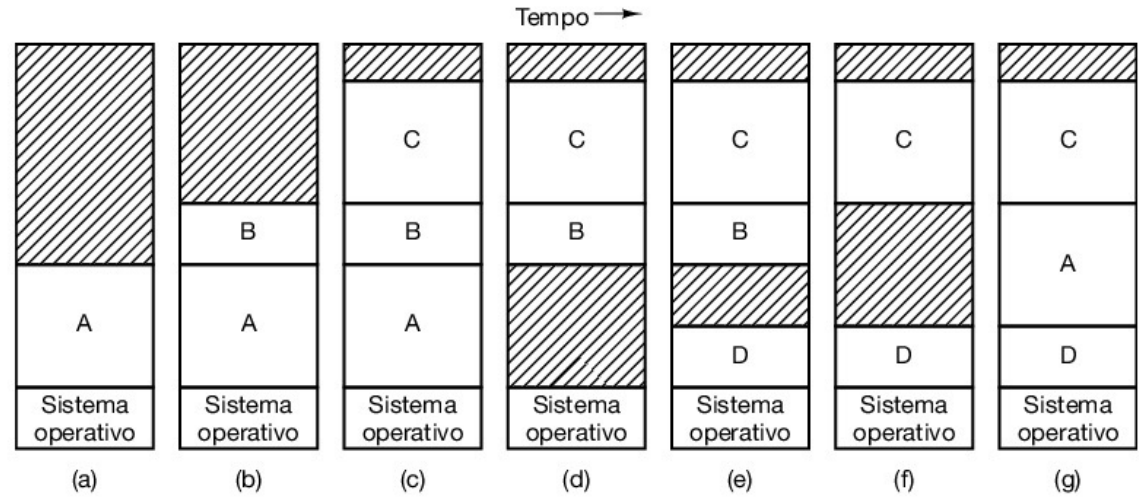 Tempo
C
C
C
C
C
B
B
B
B
A
A
A
A
D
D
D
Sistema operativo
Sistema operativo
Sistema operativo
Sistema operativo
Sistema operativo
Sistema operativo
Sistema operativo
(a)
(b)
(c)
(d)
(e)
(f)
(g)